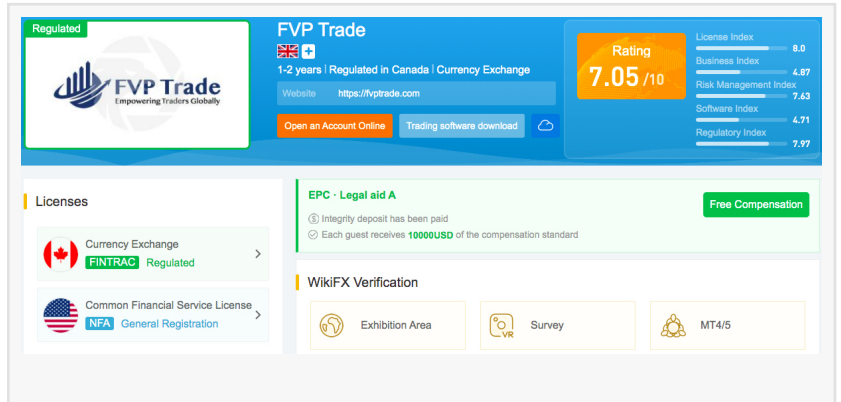 Regulated
FVP Trade
Empowering Traders Globally
FVP Trade
1-2 years | Regulated in Canada | Currency Exchange
Website https://fvptrade.com
Open an Account Online
Trading software download
Rating
7.05 /10
License Index
8.0
Business Index
4.87
Risk Management Index
7.63
Software Index
4.71
Regulatory Index
7.97
Licenses
Currency Exchange
FINTRAC Regulated
Common Financial Service License
NFA General Registration
EPC · Legal aid A
Integrity deposit has been paid
Each guest receives 10000USD of the compensation standard
Free Compensation
WikiFX Verification
Exhibition Area
VR
Survey
MT4/5